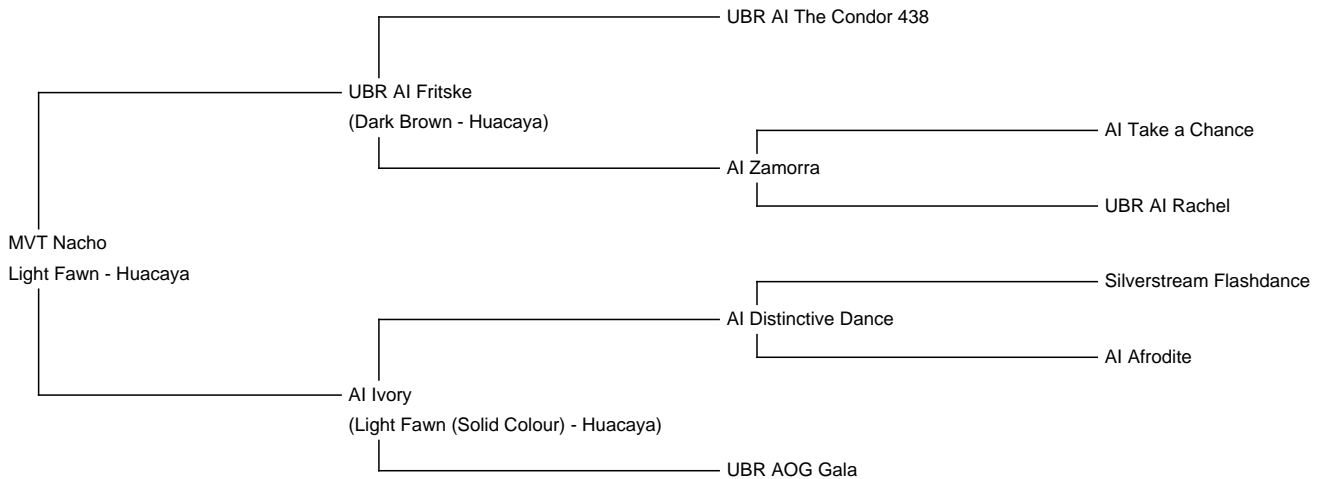 UBR AI The Condor 438
UBR AI Fritske
(Dark Brown - Huacaya)
AI Take a Chance
AI Zamorra
UBR AI Rachel
MVT Nacho
Light Fawn - Huacaya
Silverstream Flashdance
AI Distinctive Dance
AI Afrodite
AI Ivory
(Light Fawn (Solid Colour) - Huacaya)
UBR AOG Gala